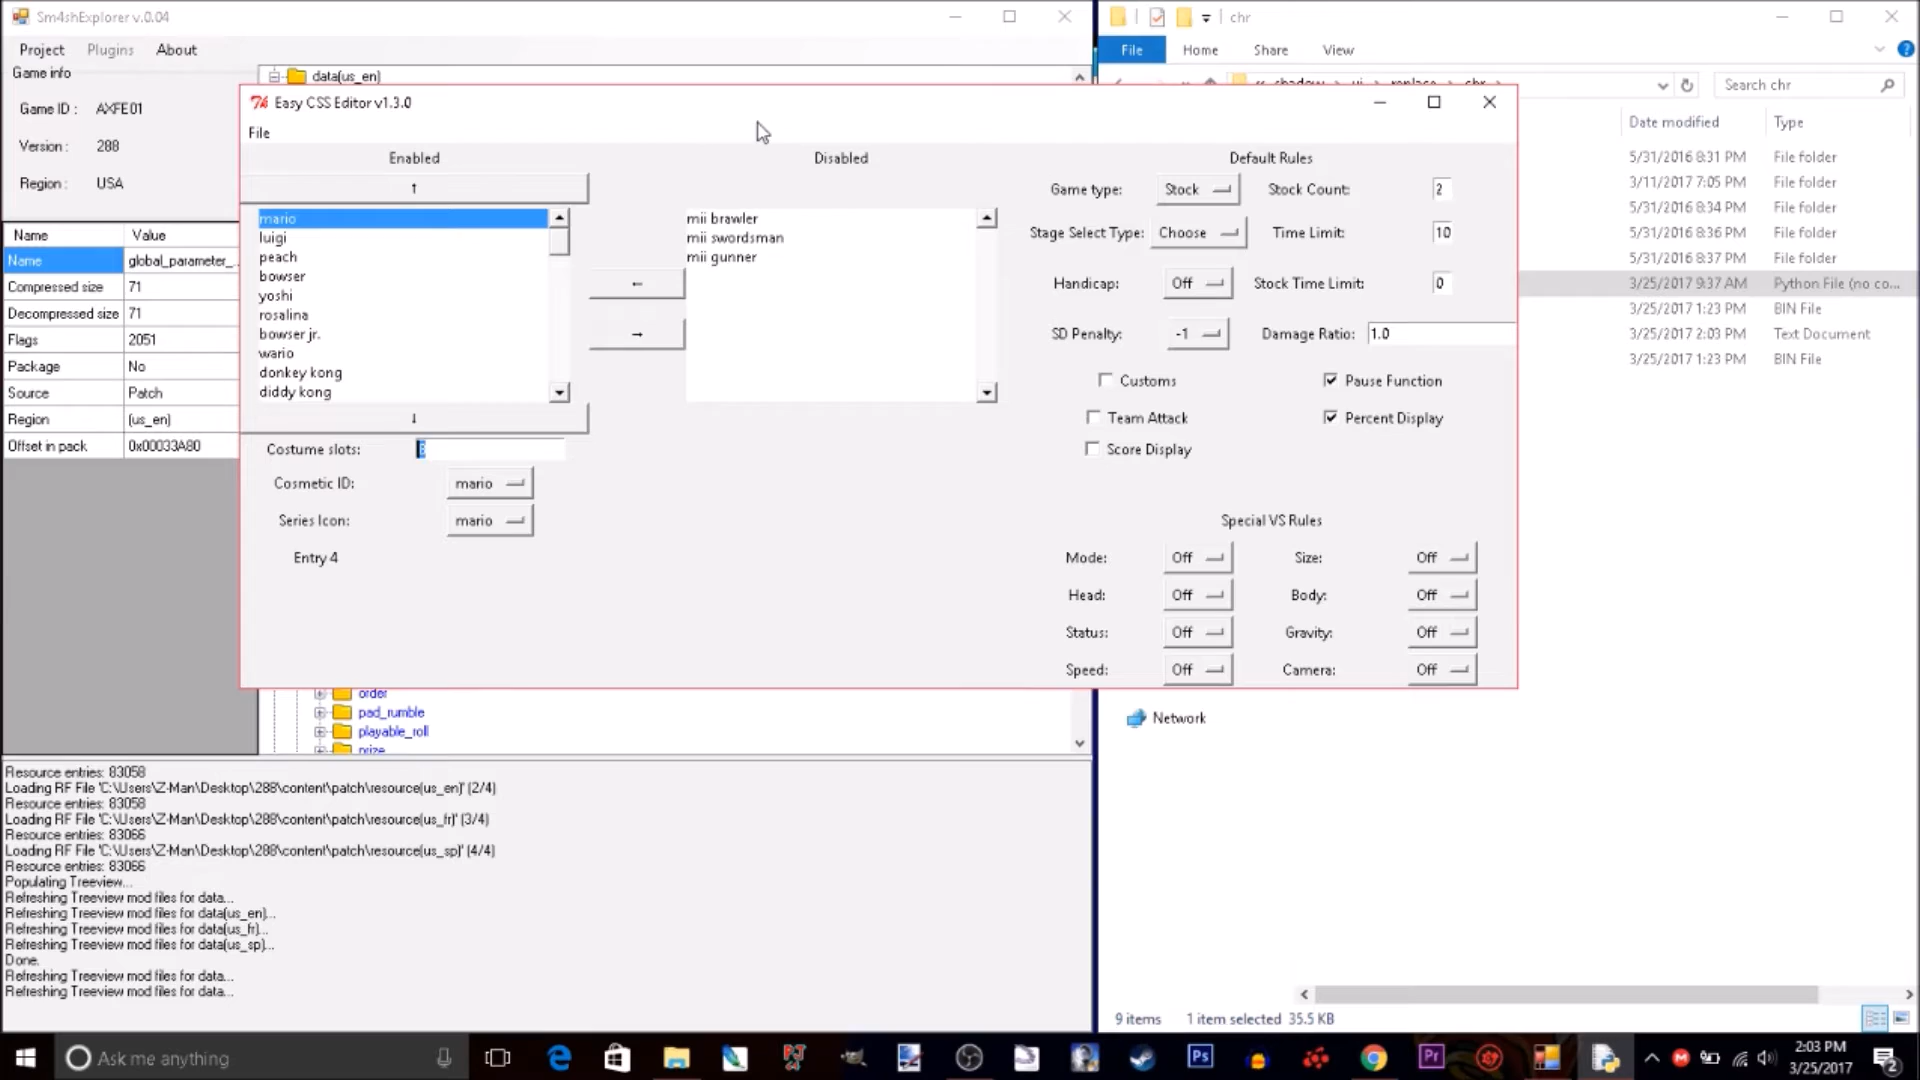 Sm4shExplorer v.0.04
Project Plugins About
Game info
Game ID : AXFE01
Version : 288
Region : USA
data(us_en)
Name Value
Name global_parameter_...
Compressed size 71
Decompressed size 71
Flags 2051
Package No
Source Patch
Region (us_en)
Offset in pack 0x00033A80
Easy CSS Editor v1.3.0
File
Enabled Disabled Default Rules
↑
mario
luigi
peach
bowser
yoshi
rosalina
bowser jr.
wario
donkey kong
diddy kong
↓
←
→
mii brawler
mii swordsman
mii gunner
Game type: Stock Stock Count: 2
Stage Select Type: Choose Time Limit: 10
Handicap: Off Stock Time Limit: 0
SD Penalty: -1 Damage Ratio: 1.0
Customs Pause Function
Team Attack Percent Display
Score Display
Costume slots: 8
Cosmetic ID: mario
Series Icon: mario
Entry 4
Special VS Rules
Mode: Off Size: Off
Head: Off Body: Off
Status: Off Gravity: Off
Speed: Off Camera: Off
order
pad_rumble
playable_roll
prize
Resource entries: 83058
Loading RF File 'C:\Users\Z-Man\Desktop\288\content\patch\resource(us_en)' (2/4)
Resource entries: 83058
Loading RF File 'C:\Users\Z-Man\Desktop\288\content\patch\resource(us_fr)' (3/4)
Resource entries: 83066
Loading RF File 'C:\Users\Z-Man\Desktop\288\content\patch\resource(us_sp)' (4/4)
Resource entries: 83066
Populating Treeview...
Refreshing Treeview mod files for data...
Refreshing Treeview mod files for data(us_en)...
Refreshing Treeview mod files for data(us_fr)...
Refreshing Treeview mod files for data(us_sp)...
Done.
Refreshing Treeview mod files for data...
Refreshing Treeview mod files for data...
chr
File Home Share View
ui replace chr
Search chr
Date modified Type
5/31/2016 8:31 PM File folder
3/11/2017 7:05 PM File folder
5/31/2016 8:34 PM File folder
5/31/2016 8:36 PM File folder
5/31/2016 8:37 PM File folder
3/25/2017 9:37 AM Python File (no co...
3/25/2017 1:23 PM BIN File
3/25/2017 2:03 PM Text Document
3/25/2017 1:23 PM BIN File
Network
9 items 1 item selected 35.5 KB
Ask me anything
Ps
Pr
2:03 PM
3/25/2017
2